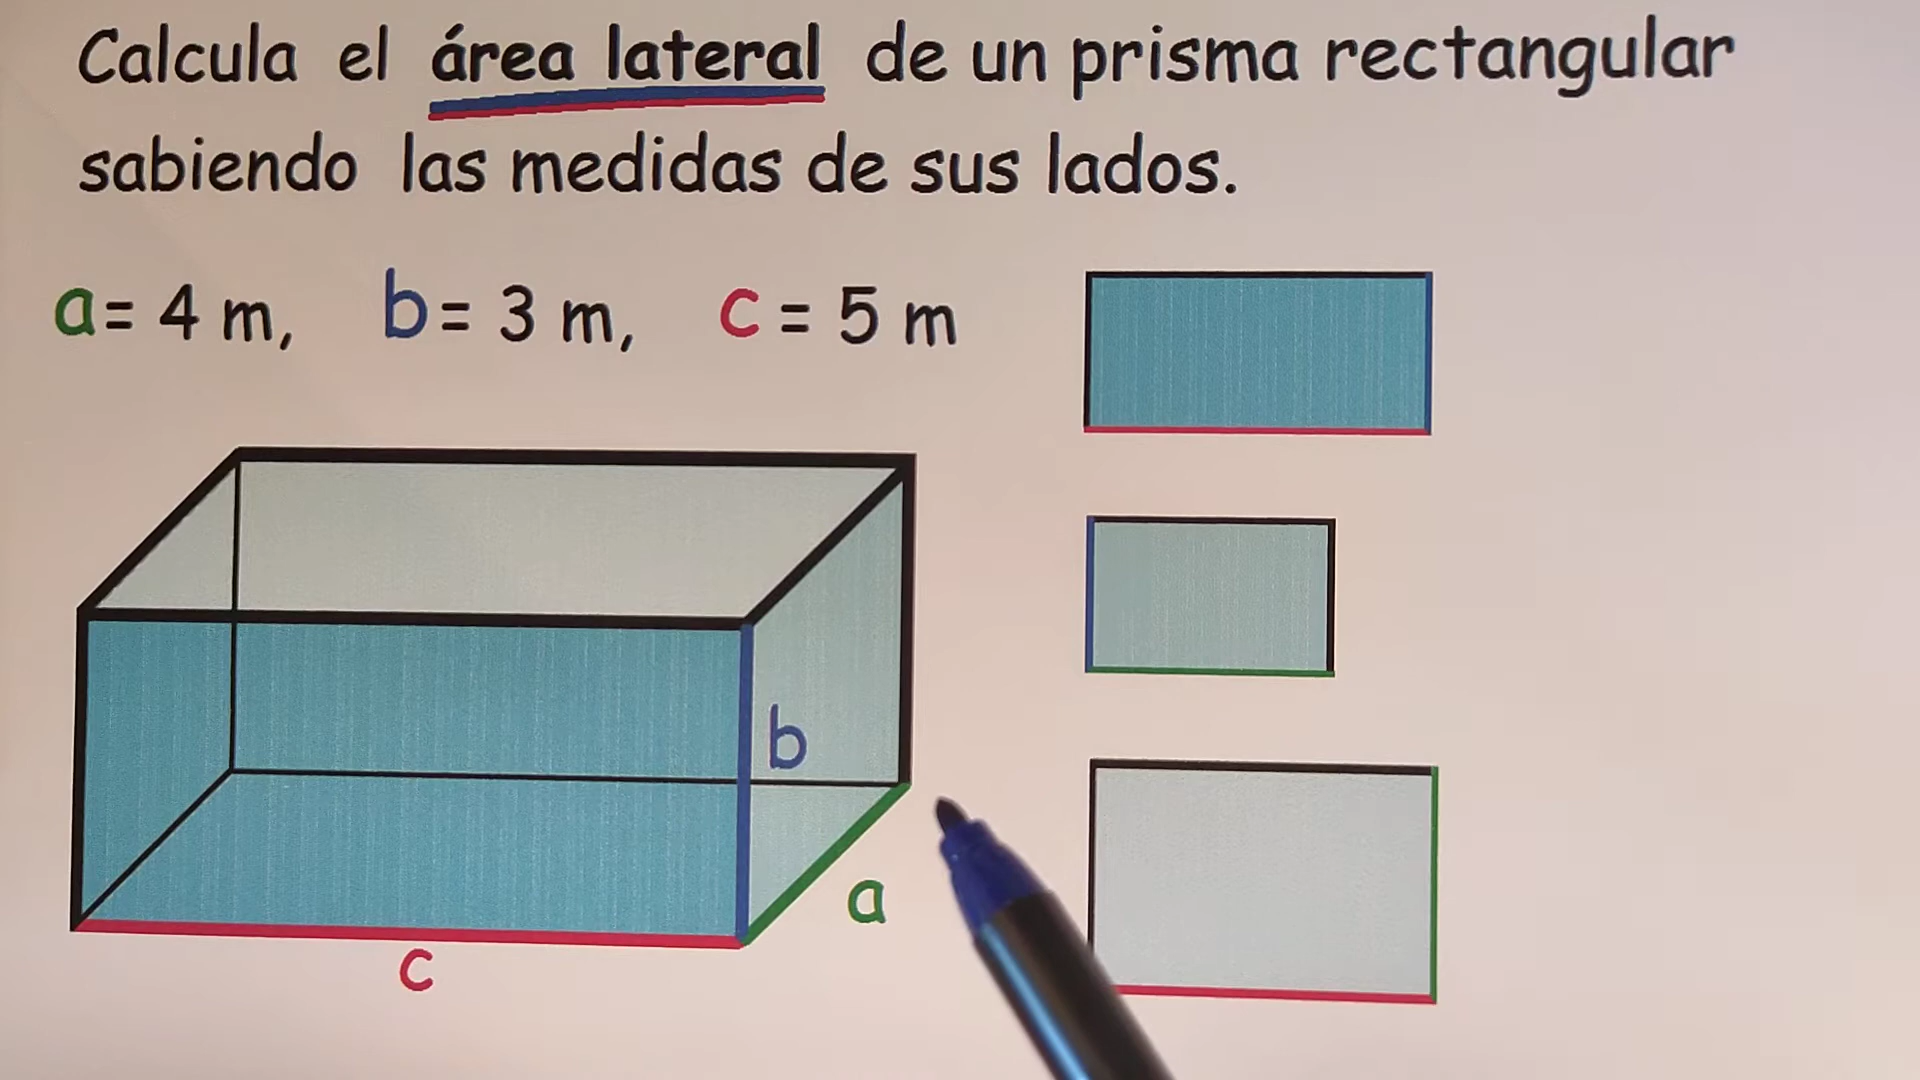 Calcula el área lateral de un prisma rectangular
sabiendo las medidas de sus lados.
a = 4 m, b = 3 m, c = 5 m
b
a
c